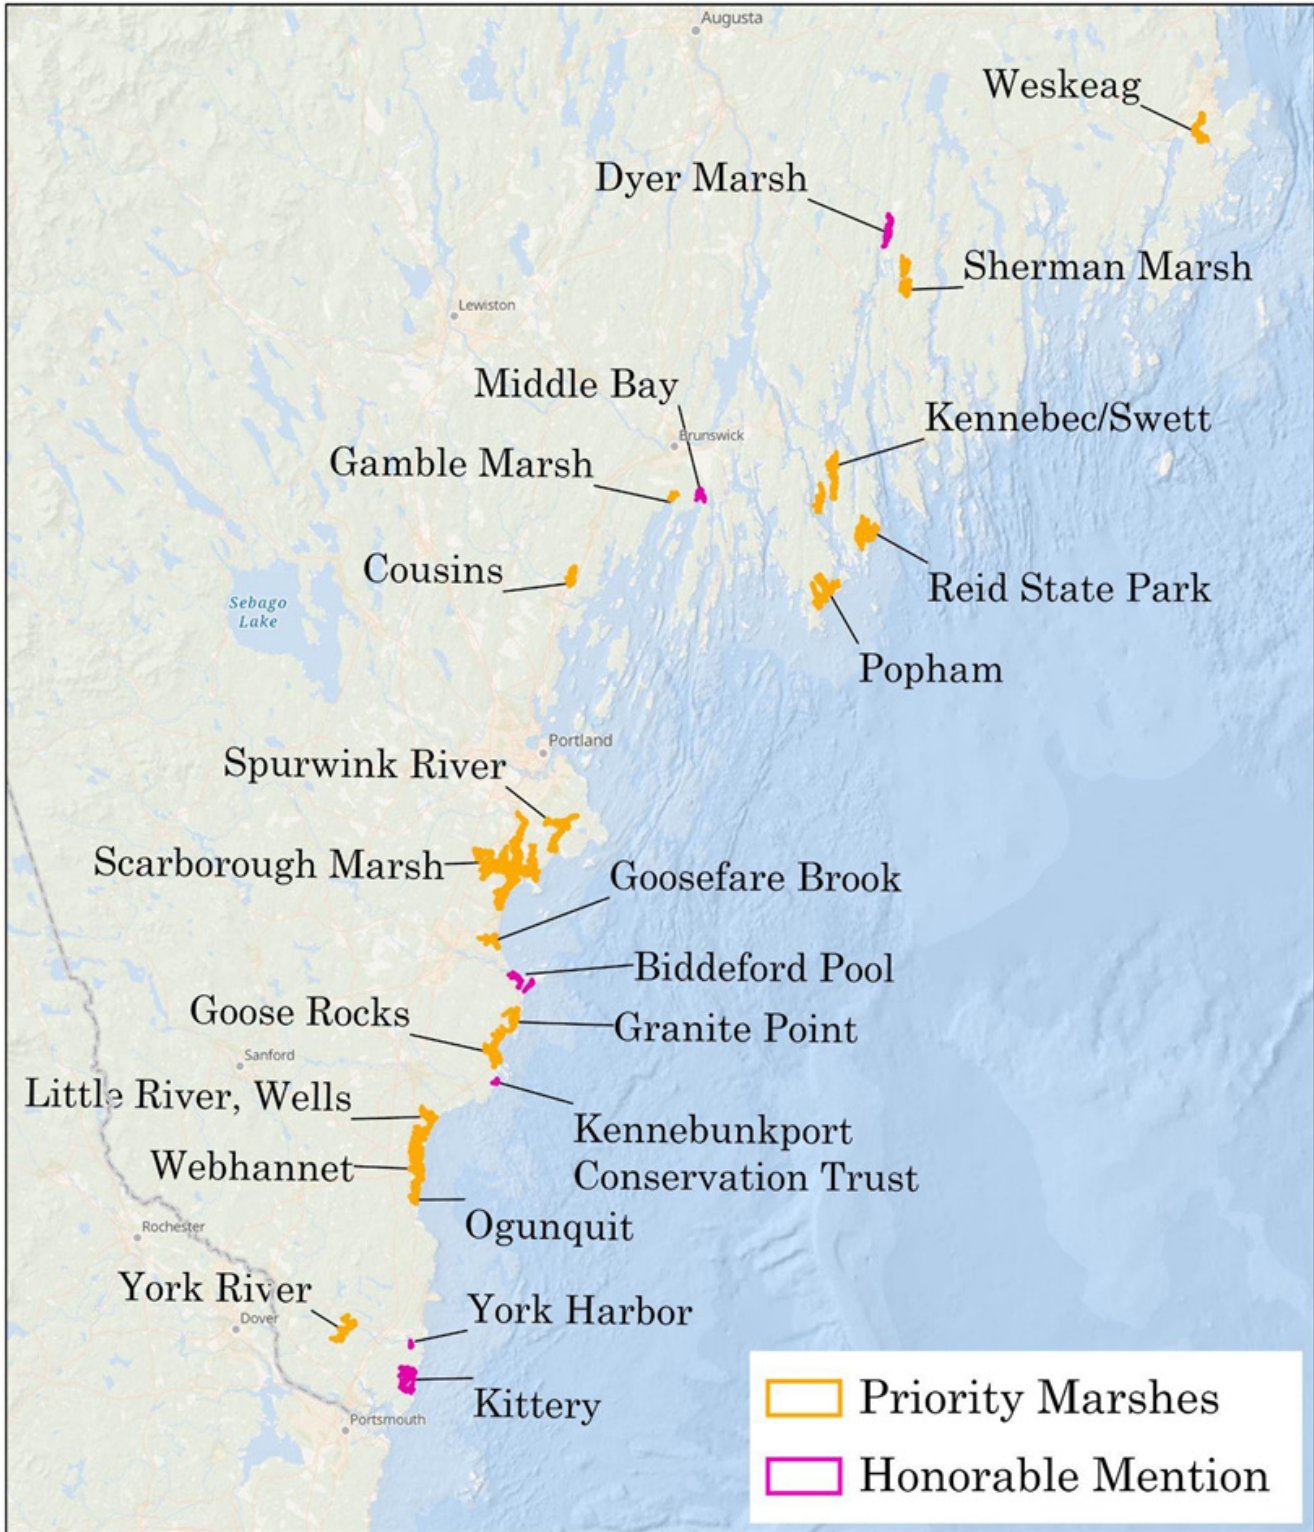 Augusta
Weskeag
Dyer Marsh
Sherman Marsh
Lewiston
Middle Bay
Kennebec/Swett
Brunswick
Gamble Marsh
Cousins
Reid State Park
Sebago
Lake
Popham
Portland
Spurwink River
Scarborough Marsh
Goosefare Brook
Biddeford Pool
Goose Rocks
Granite Point
Sanford
Little River, Wells
Kennebunkport
Conservation Trust
Webhannet
Ogunquit
Rochester
York River
Dover
York Harbor
Kittery
Portsmouth
Priority Marshes
Honorable Mention